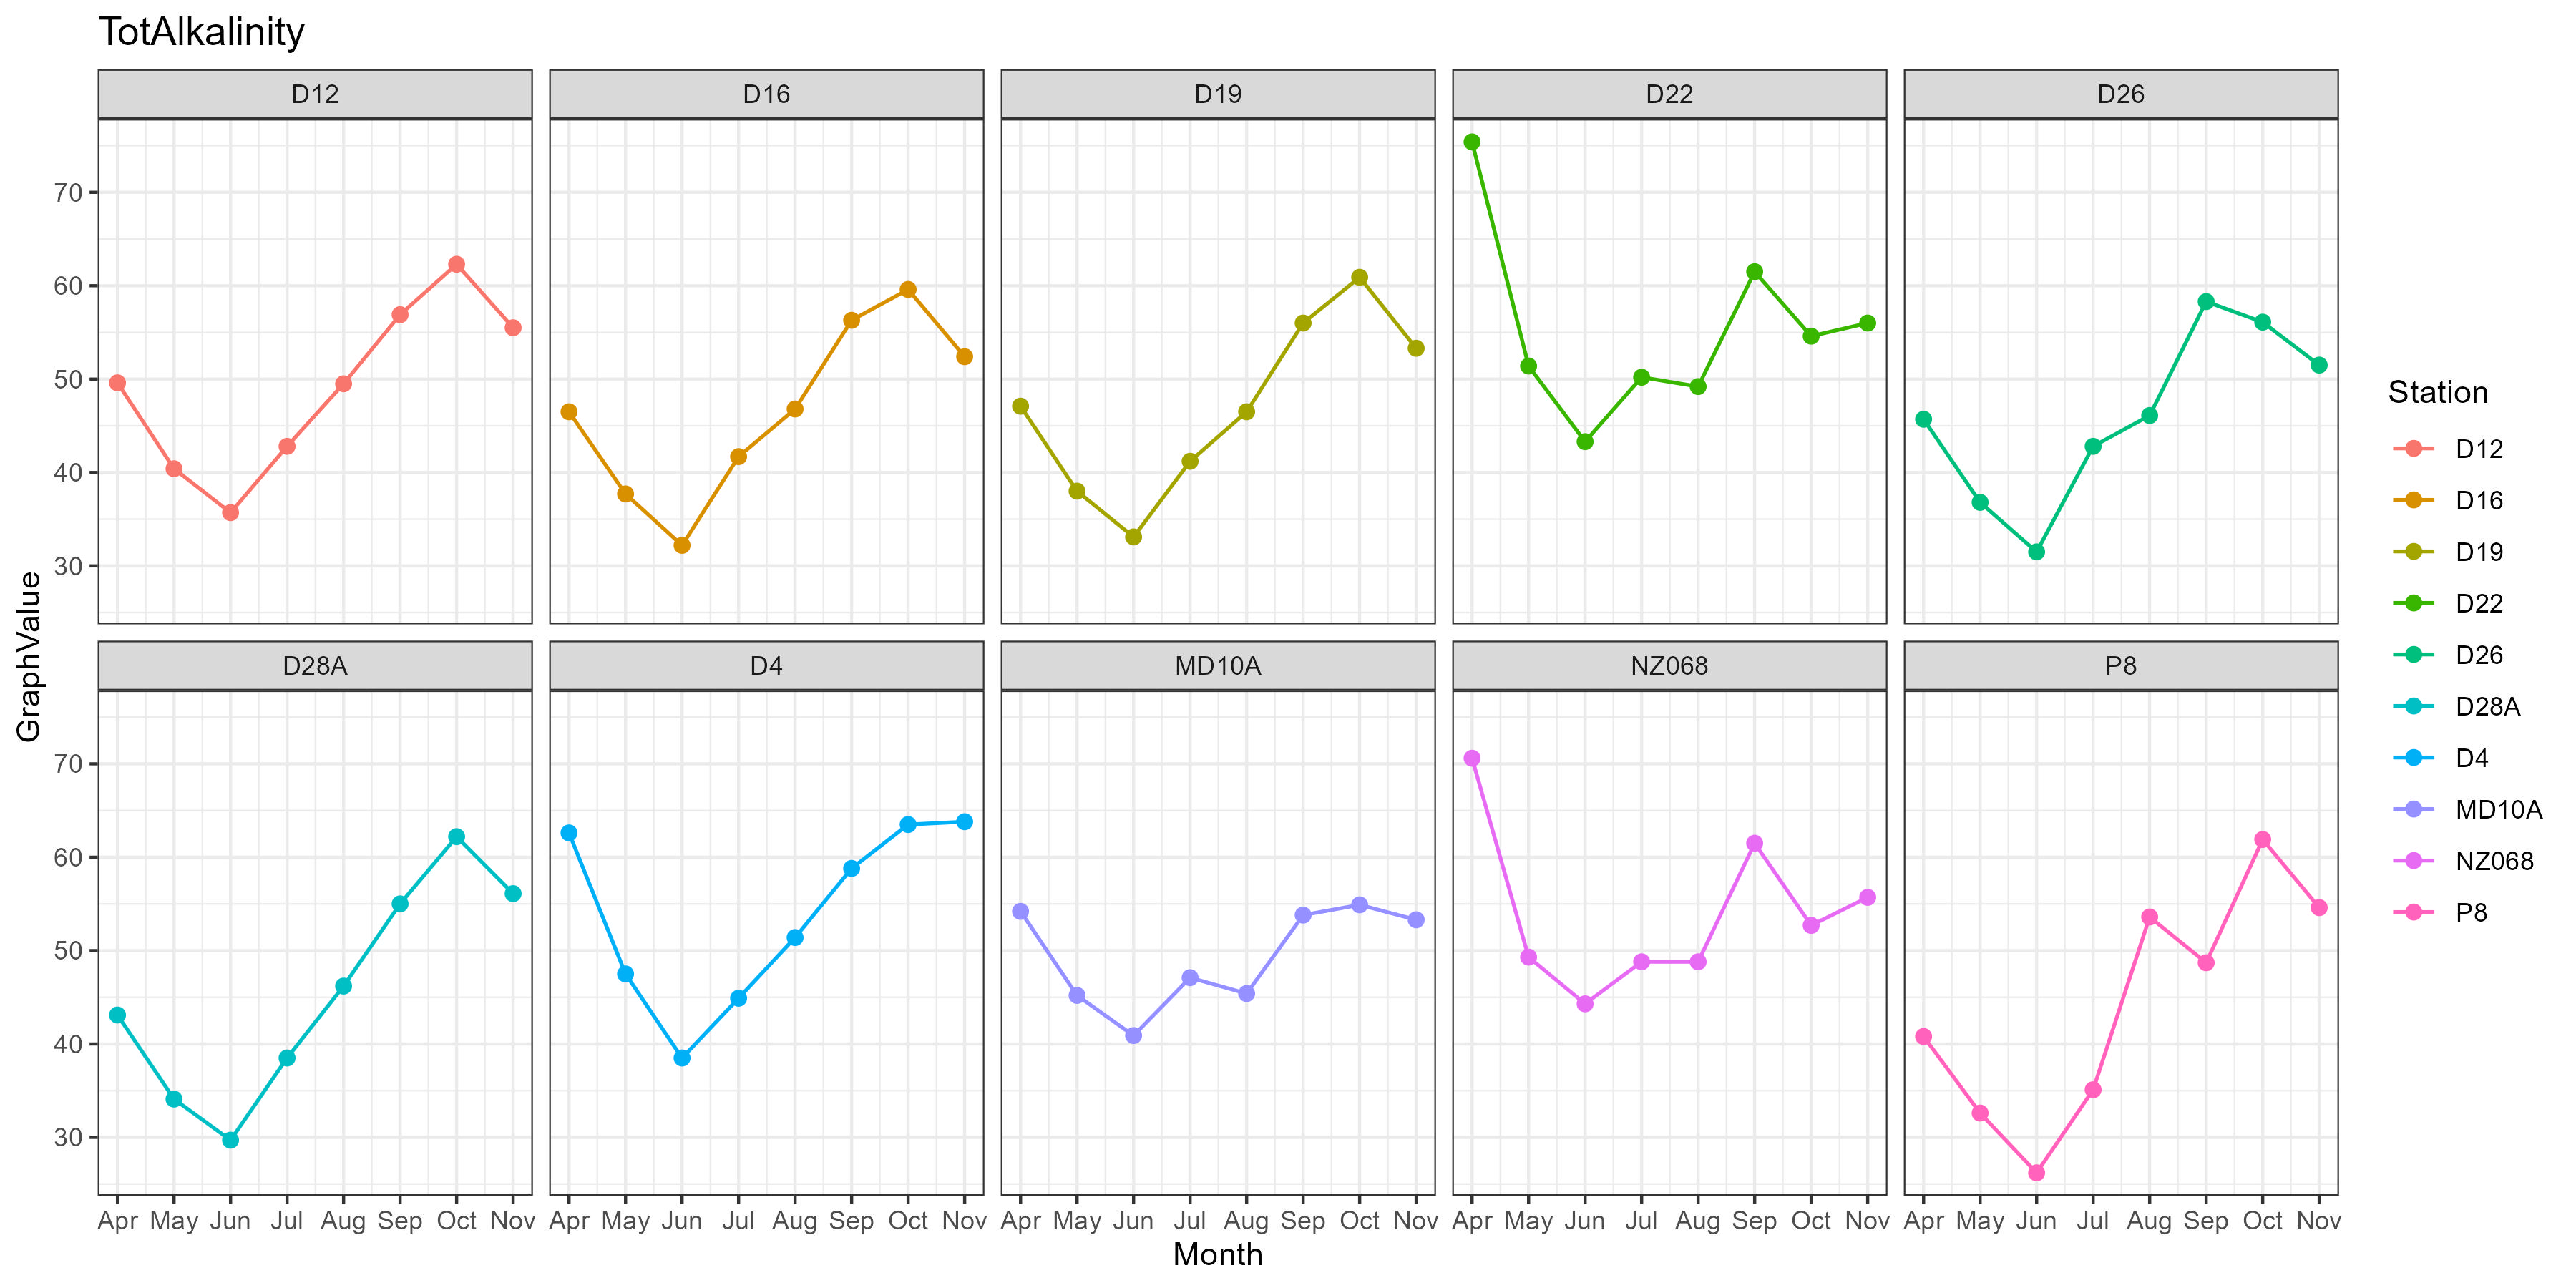 TotAlkalinity
D12 D16 D19 D22 D26
70
60
50
40
30
GraphValue
D28A D4 MD10A NZ068 P8
70
60
50
40
30
Apr May Jun Jul Aug Sep Oct Nov Apr May Jun Jul Aug Sep Oct Nov Apr May Jun Jul Aug Sep Oct Nov Apr May Jun Jul Aug Sep Oct Nov Apr May Jun Jul Aug Sep Oct Nov
Month
Station
D12
D16
D19
D22
D26
D28A
D4
MD10A
NZ068
P8